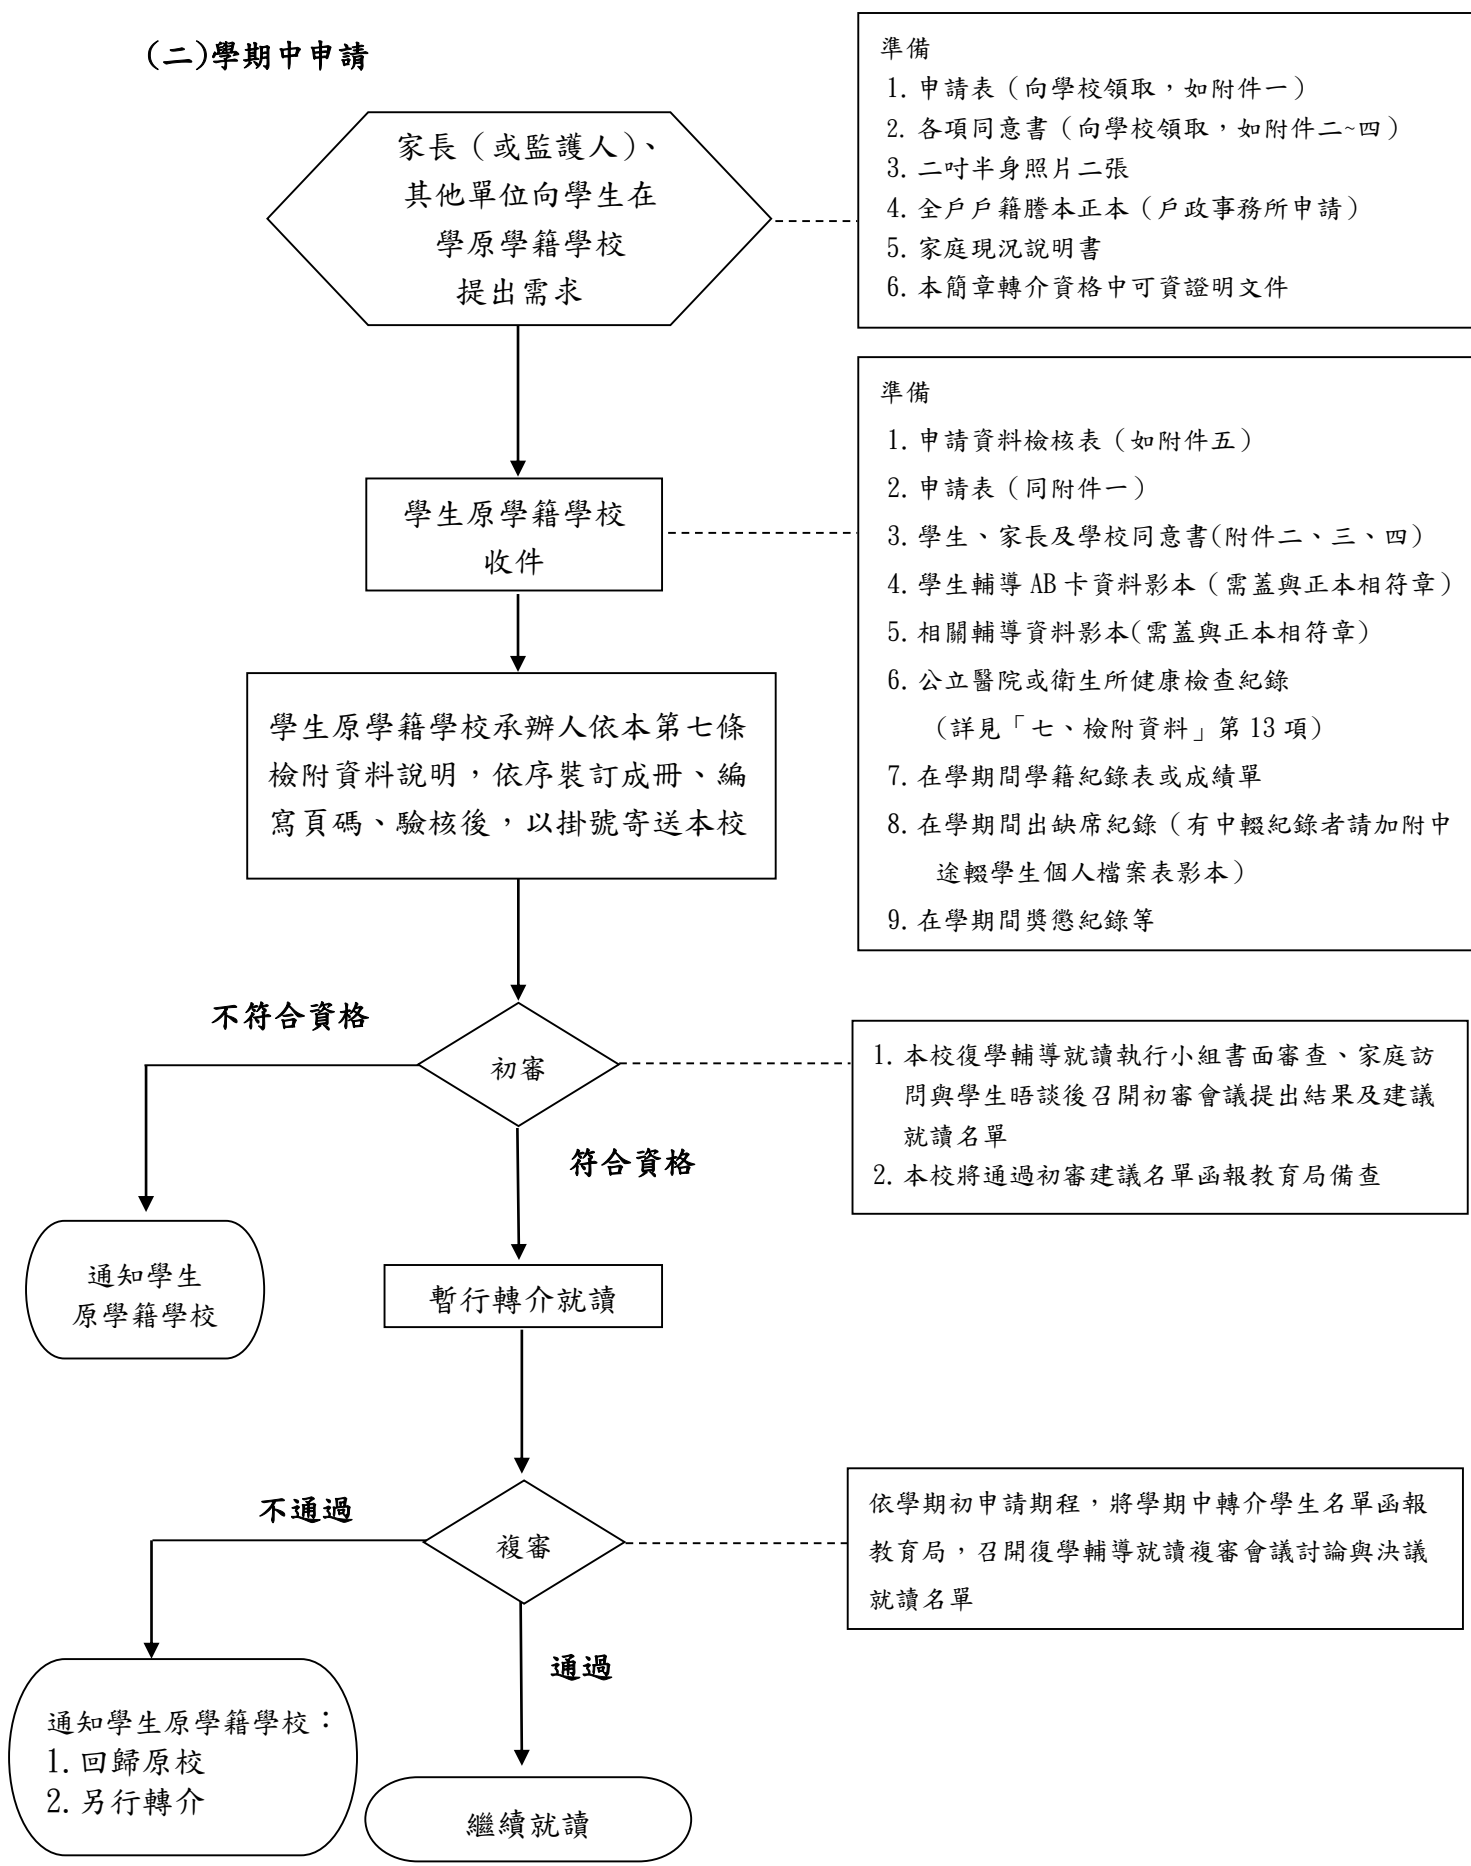 (二)學期中申請
家長（或監護人）、
其他單位向學生在
學原學籍學校
提出需求
準備
1. 申請表（向學校領取，如附件一）
2. 各項同意書（向學校領取，如附件二~四）
3. 二吋半身照片二張
4. 全戶戶籍謄本正本（戶政事務所申請）
5. 家庭現況說明書
6. 本簡章轉介資格中可資證明文件
學生原學籍學校
收件
準備
1. 申請資料檢核表（如附件五）
2. 申請表（同附件一）
3. 學生、家長及學校同意書(附件二、三、四）
4. 學生輔導 AB 卡資料影本（需蓋與正本相符章）
5. 相關輔導資料影本(需蓋與正本相符章）
6. 公立醫院或衛生所健康檢查紀錄
（詳見「七、檢附資料」第 13 項）
7. 在學期間學籍紀錄表或成績單
8. 在學期間出缺席紀錄（有中輟紀錄者請加附中
途輟學生個人檔案表影本）
9. 在學期間獎懲紀錄等
學生原學籍學校承辦人依本第七條
檢附資料說明，依序裝訂成冊、編
寫頁碼、驗核後，以掛號寄送本校
不符合資格
初審
1. 本校復學輔導就讀執行小組書面審查、家庭訪
問與學生晤談後召開初審會議提出結果及建議
就讀名單
2. 本校將通過初審建議名單函報教育局備查
符合資格
通知學生
原學籍學校
暫行轉介就讀
不通過
複審
依學期初申請期程，將學期中轉介學生名單函報
教育局，召開復學輔導就讀複審會議討論與決議
就讀名單
通過
通知學生原學籍學校：
1. 回歸原校
2. 另行轉介
繼續就讀